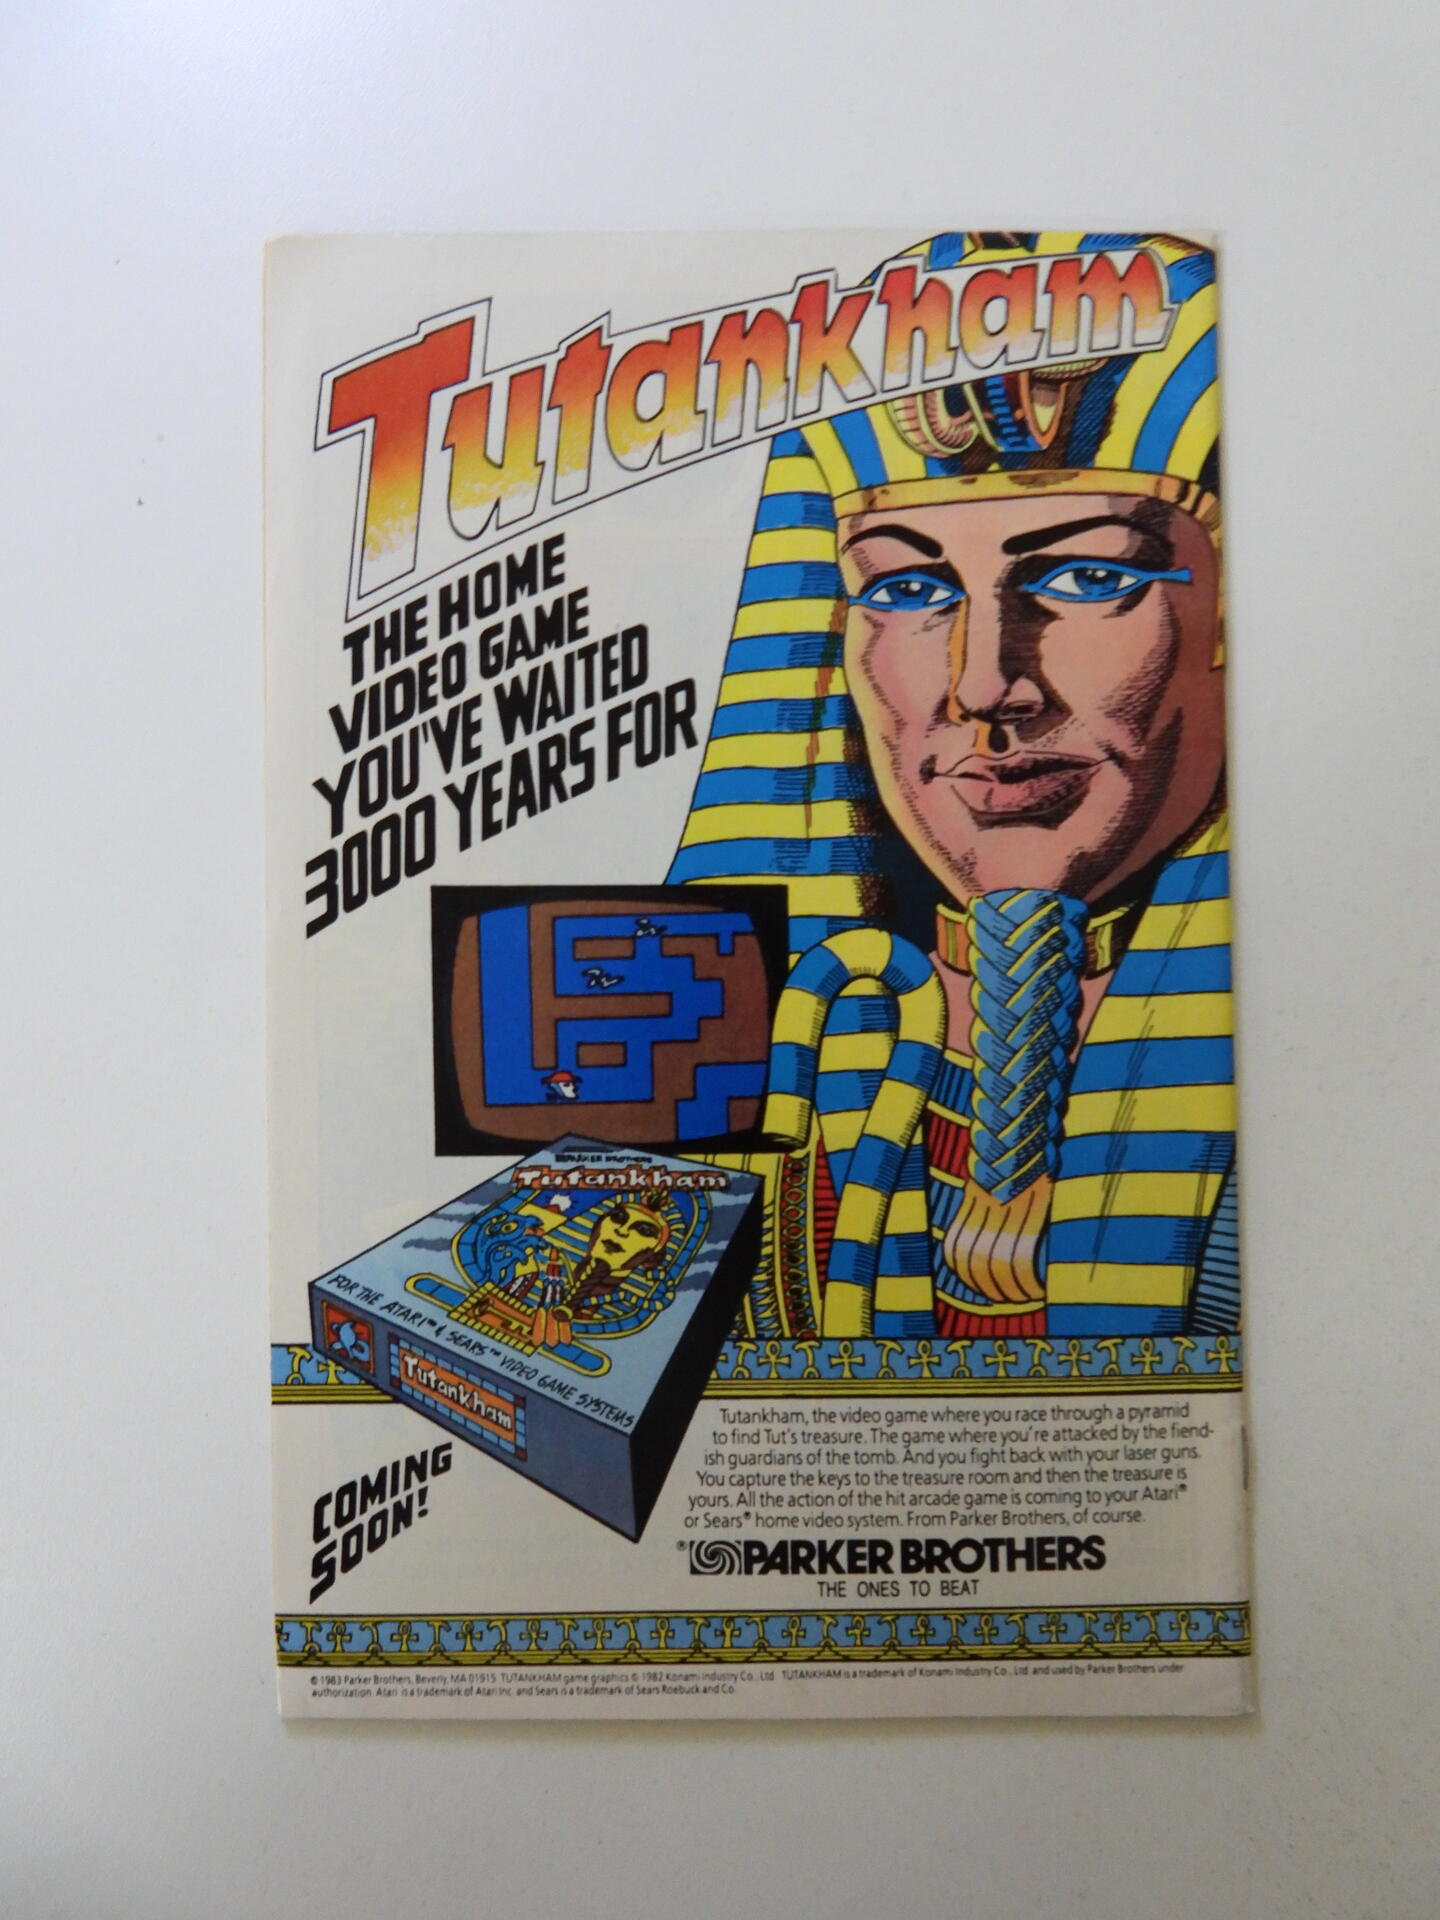 Tutankham
THE HOME
VIDEO GAME
YOU'VE WAITED
3000 YEARS FOR
PARKER BROTHERS
Tutankham
FOR THE ATARI™ & SEARS™ VIDEO GAME SYSTEMS
Tutankham
COMING
SOON!
Tutankham, the video game where you race through a pyramid
to find Tut's treasure. The game where you're attacked by the fiend-
ish guardians of the tomb. And you fight back with your laser guns.
You capture the keys to the treasure room and then the treasure is
yours. All the action of the hit arcade game is coming to your Atari®
or Sears® home video system. From Parker Brothers, of course.
® PARKER BROTHERS
THE ONES TO BEAT
© 1983 Parker Brothers, Beverly, MA 01915. TUTANKHAM game graphics © 1982 Konami Industry Co., Ltd. TUTANKHAM is a trademark of Konami Industry Co., Ltd. and used by Parker Brothers under
authorization. Atari is a trademark of Atari Inc. and Sears is a trademark of Sears Roebuck and Co.